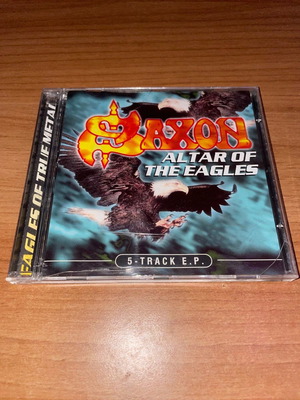 SAXON
ALTAR OF
THE EAGLES
5-TRACK E.P.
EAGLES OF TRUE METAL